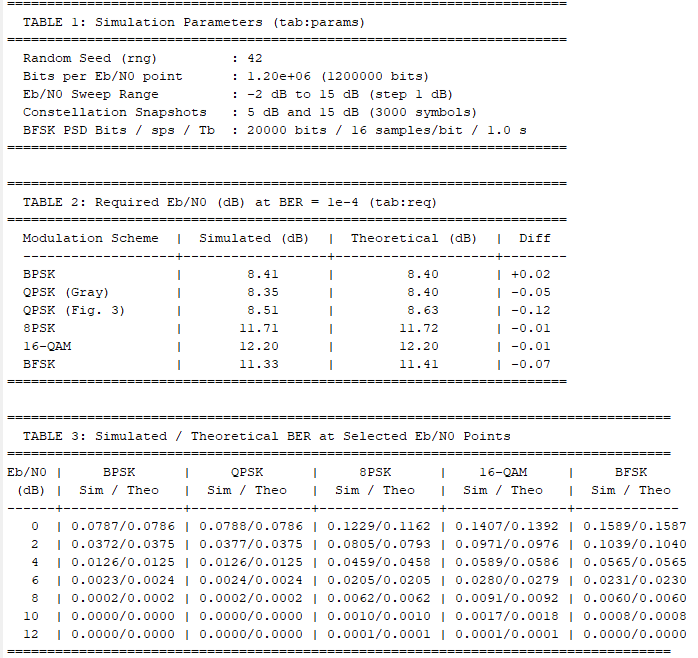 ==============================================================
TABLE 1: Simulation Parameters (tab:params)
==============================================================
Random Seed (rng) : 42
Bits per Eb/N0 point : 1.20e+06 (1200000 bits)
Eb/N0 Sweep Range : -2 dB to 15 dB (step 1 dB)
Constellation Snapshots : 5 dB and 15 dB (3000 symbols)
BFSK PSD Bits / sps / Tb : 20000 bits / 16 samples/bit / 1.0 s
==============================================================
==============================================================
TABLE 2: Required Eb/N0 (dB) at BER = 1e-4 (tab:req)
==============================================================
Modulation Scheme | Simulated (dB) | Theoretical (dB) | Diff
-------------------+------------------+--------------------+--------
BPSK | 8.41 | 8.40 | +0.02
QPSK (Gray) | 8.35 | 8.40 | -0.05
QPSK (Fig. 3) | 8.51 | 8.63 | -0.12
8PSK | 11.71 | 11.72 | -0.01
16-QAM | 12.20 | 12.20 | -0.01
BFSK | 11.33 | 11.41 | -0.07
==============================================================
==============================================================
TABLE 3: Simulated / Theoretical BER at Selected Eb/N0 Points
==============================================================
Eb/N0 | BPSK | QPSK | 8PSK | 16-QAM | BFSK
(dB) | Sim / Theo | Sim / Theo | Sim / Theo | Sim / Theo | Sim / Theo
------+---------------+---------------+---------------+---------------+-------------
0 | 0.0787/0.0786 | 0.0788/0.0786 | 0.1229/0.1162 | 0.1407/0.1392 | 0.1589/0.1587
2 | 0.0372/0.0375 | 0.0377/0.0375 | 0.0805/0.0793 | 0.0971/0.0976 | 0.1039/0.1040
4 | 0.0126/0.0125 | 0.0126/0.0125 | 0.0459/0.0458 | 0.0589/0.0586 | 0.0565/0.0565
6 | 0.0023/0.0024 | 0.0024/0.0024 | 0.0205/0.0205 | 0.0280/0.0279 | 0.0231/0.0230
8 | 0.0002/0.0002 | 0.0002/0.0002 | 0.0062/0.0062 | 0.0091/0.0092 | 0.0060/0.0060
10 | 0.0000/0.0000 | 0.0000/0.0000 | 0.0010/0.0010 | 0.0017/0.0018 | 0.0008/0.0008
12 | 0.0000/0.0000 | 0.0000/0.0000 | 0.0001/0.0001 | 0.0001/0.0001 | 0.0000/0.0000
==============================================================